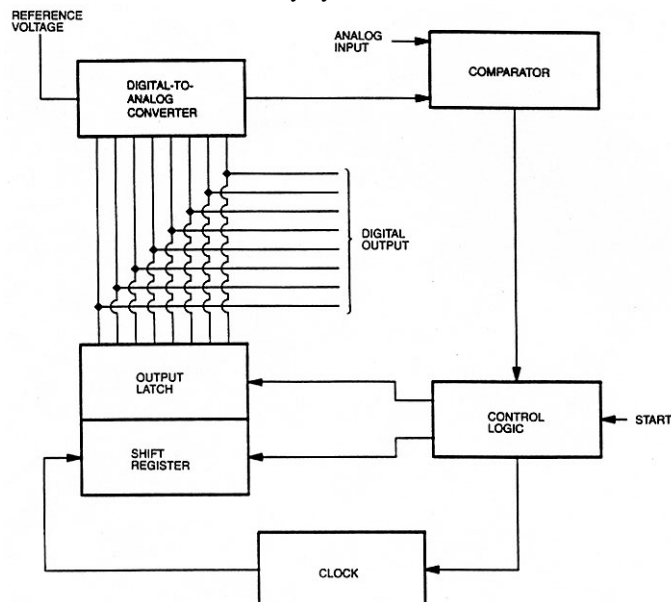 REFERENCE
VOLTAGE
ANALOG
INPUT
COMPARATOR
DIGITAL-TO-
ANALOG
CONVERTER
DIGITAL
OUTPUT
OUTPUT
LATCH
CONTROL
LOGIC
START
SHIFT
REGISTER
CLOCK